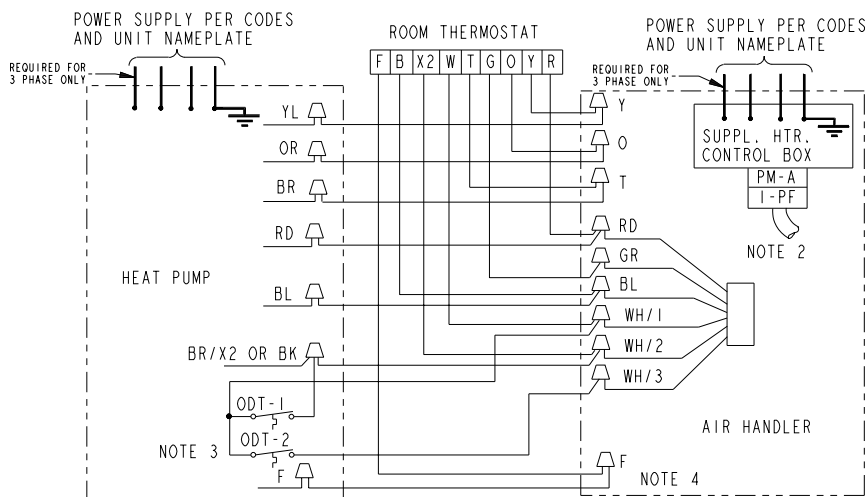 POWER SUPPLY PER CODES
AND UNIT NAMEPLATE
REQUIRED FOR
3 PHASE ONLY
ROOM THERMOSTAT
F B X2 W T G O Y R
POWER SUPPLY PER CODES
AND UNIT NAMEPLATE
REQUIRED FOR
3 PHASE ONLY
SUPPL. HTR.
CONTROL BOX
PM-A
1-PF
NOTE 2
YL
OR
BR
RD
BL
HEAT PUMP
BR/X2 OR BK
ODT-1
ODT-2
NOTE 3
F
Y
O
T
RD
GR
BL
WH/1
WH/2
WH/3
AIR HANDLER
F
NOTE 4